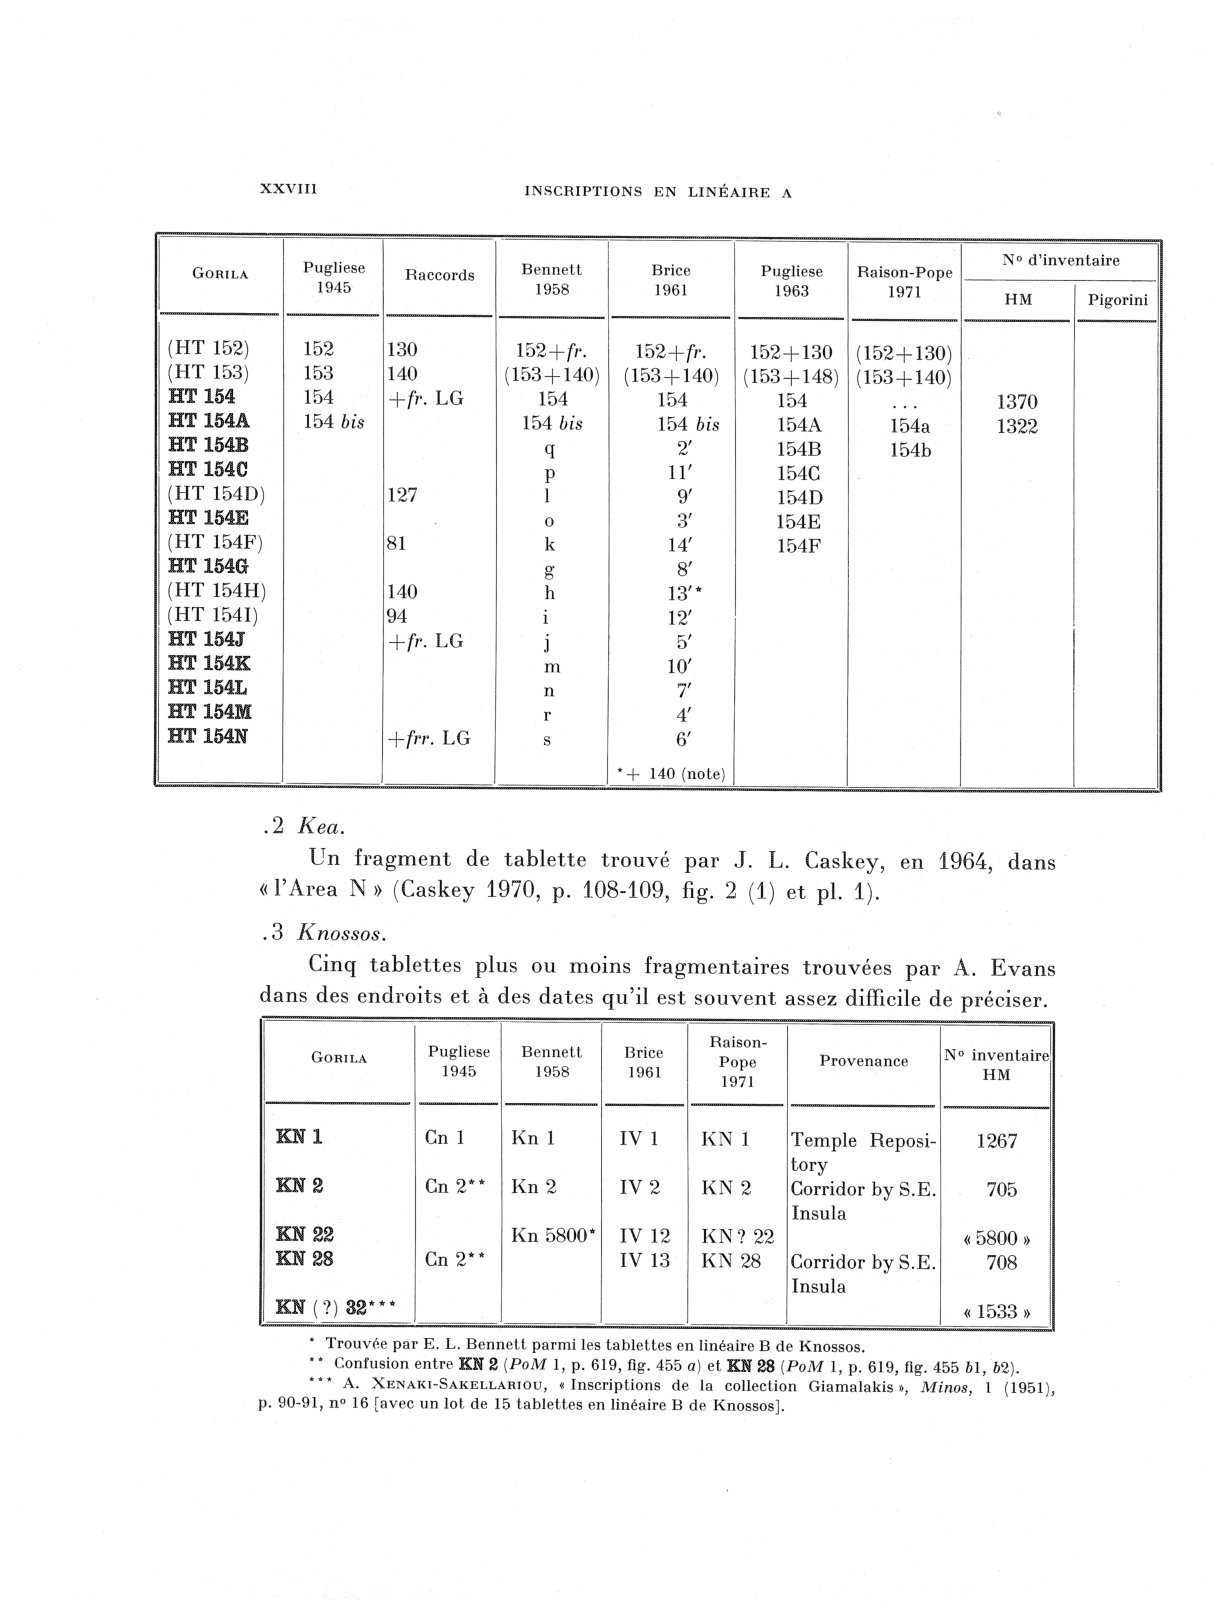 XXVIII INSCRIPTIONS EN LINÉAIRE A
GORILA Pugliese 1945 Raccords Bennett 1958 Brice 1961 Pugliese 1963 Raison-Pope 1971 Nº d'inventaire HM Pigorini
(HT 152) 152 130 152+fr. 152+fr. 152+130 (152+130)
(HT 153) 153 140 (153+140) (153+140) (153+148) (153+140)
HT 154 154 +fr. LG 154 154 154 ... 1370
HT 154A 154 bis 154 bis 154 bis 154A 154a 1322
HT 154B q 2′ 154B 154b
HT 154C p 11′ 154C
(HT 154D) 127 l 9′ 154D
HT 154E o 3′ 154E
(HT 154F) 81 k 14′ 154F
HT 154G g 8′
(HT 154H) 140 h 13′*
(HT 154I) 94 i 12′
HT 154J +fr. LG j 5′
HT 154K m 10′
HT 154L n 7′
HT 154M r 4′
HT 154N +frr. LG s 6′
*+ 140 (note)
.2 Kea.
Un fragment de tablette trouvé par J. L. Caskey, en 1964, dans
«l'Area N» (Caskey 1970, p. 108-109, fig. 2 (1) et pl. 1).
.3 Knossos.
Cinq tablettes plus ou moins fragmentaires trouvées par A. Evans
dans des endroits et à des dates qu'il est souvent assez difficile de préciser.
GORILA Pugliese 1945 Bennett 1958 Brice 1961 Raison-Pope 1971 Provenance Nº inventaire HM
KN 1 Cn 1 Kn 1 IV 1 KN 1 Temple Reposi- 1267
tory
KN 2 Cn 2** Kn 2 IV 2 KN 2 Corridor by S.E. 705
Insula
KN 22 Kn 5800* IV 12 KN? 22 «5800»
KN 28 Cn 2** IV 13 KN 28 Corridor by S.E. 708
Insula
KN (?) 32*** «1533»
* Trouvée par E. L. Bennett parmi les tablettes en linéaire B de Knossos.
** Confusion entre KN 2 (PoM 1, p. 619, fig. 455 a) et KN 28 (PoM 1, p. 619, fig. 455 b1, b2).
*** A. XENAKI-SAKELLARIOU, «Inscriptions de la collection Giamalakis», Minos, 1 (1951),
p. 90-91, nº 16 [avec un lot de 15 tablettes en linéaire B de Knossos].